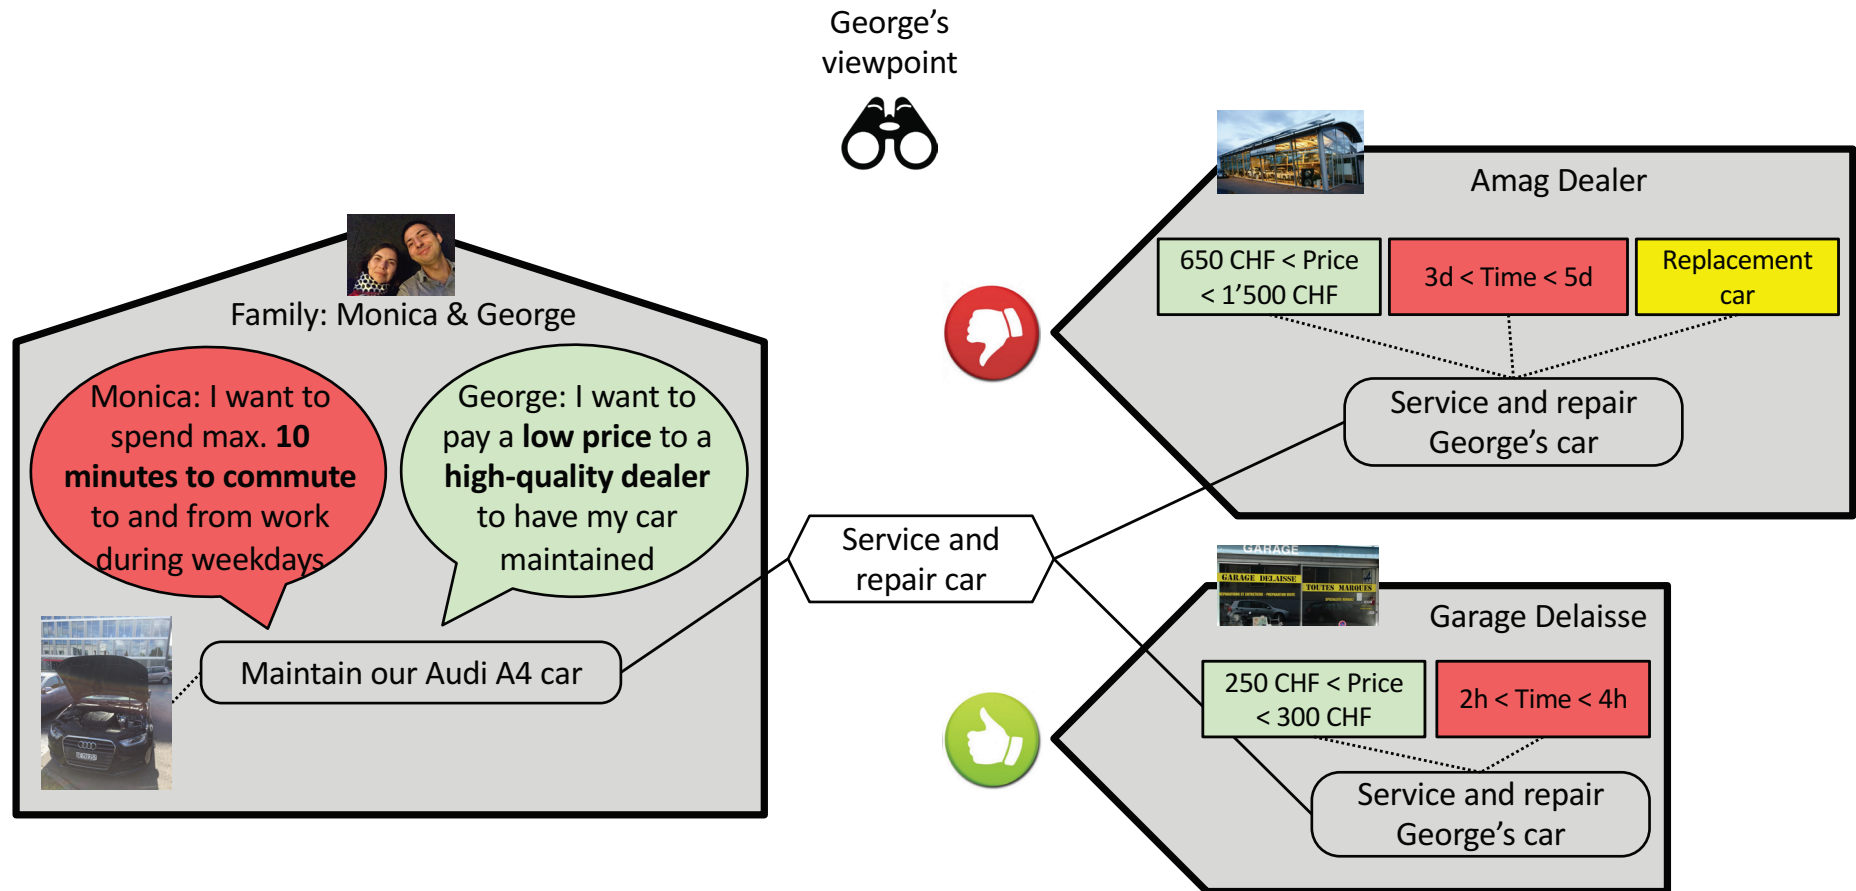 George's
viewpoint
Family: Monica & George
Monica: I want to
spend max. 10
minutes to commute
to and from work
during weekdays
George: I want to
pay a low price to a
high-quality dealer
to have my car
maintained
Maintain our Audi A4 car
Service and
repair car
Amag Dealer
650 CHF < Price
< 1'500 CHF
3d < Time < 5d
Replacement
car
Service and repair
George's car
GARAGE
GARAGE DELAISSE
TOUTES MARQUES
Garage Delaisse
250 CHF < Price
< 300 CHF
2h < Time < 4h
Service and repair
George's car